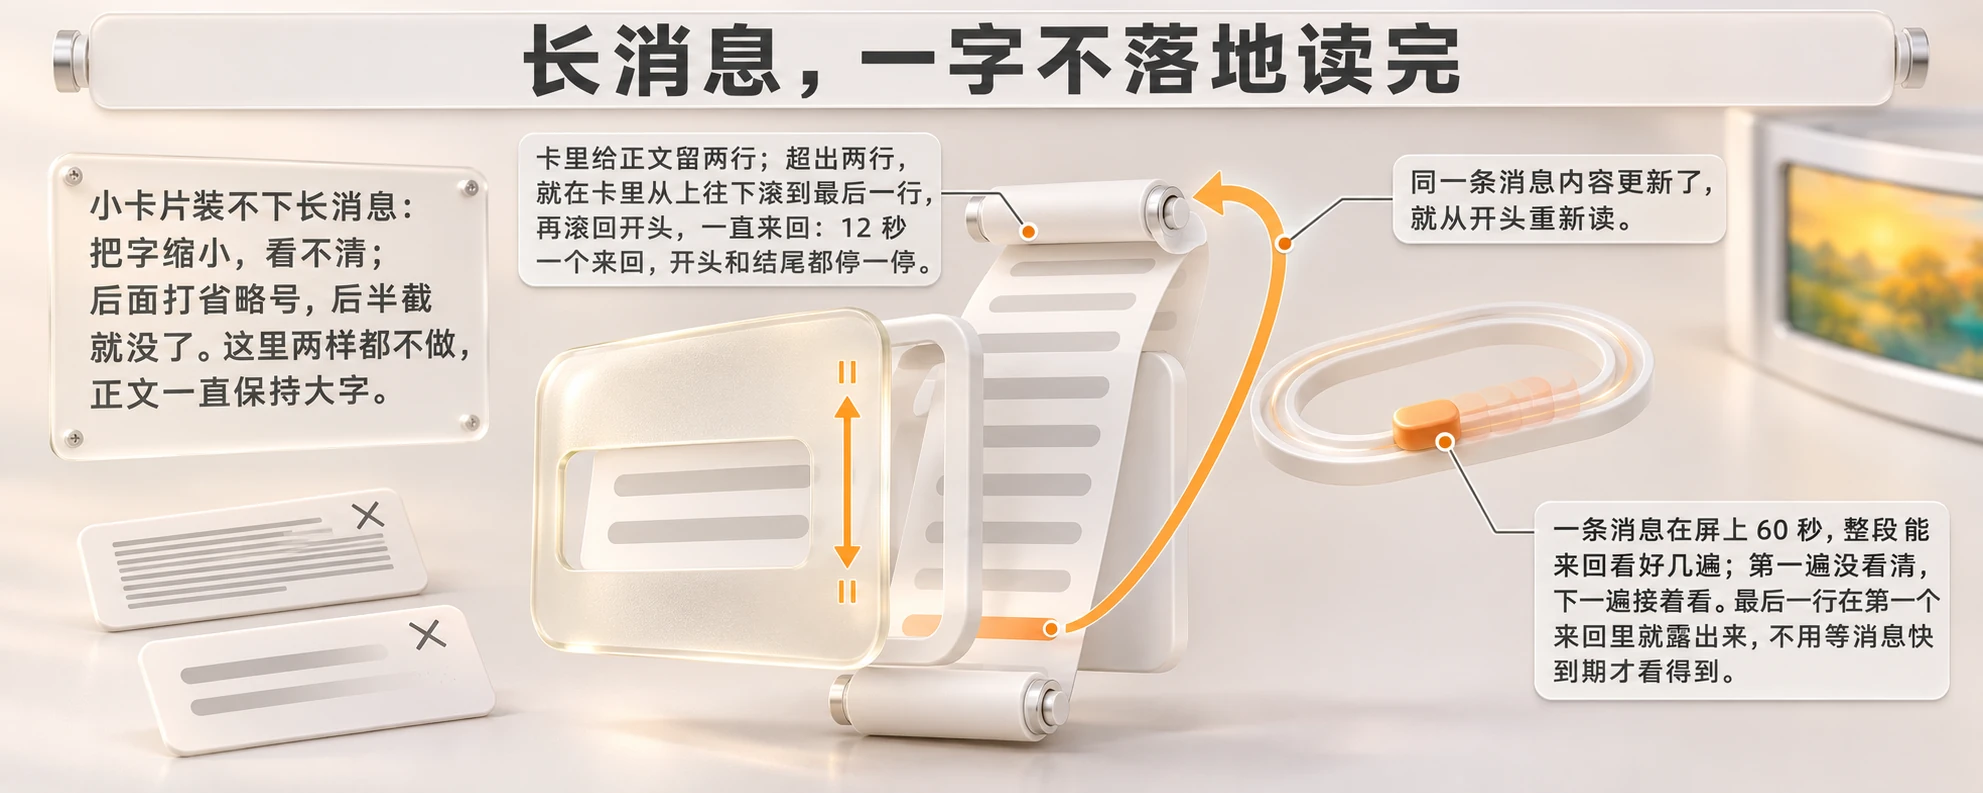 长消息，一字不落地读完
小卡片装不下长消息：
把字缩小，看不清；
后面打省略号，后半截
就没了。这里两样都不做，
正文一直保持大字。
卡里给正文留两行；超出两行，
就在卡里从上往下滚到最后一行，
再滚回开头，一直来回：12 秒
一个来回，开头和结尾都停一停。
同一条消息内容更新了，
就从开头重新读。
一条消息在屏上 60 秒，整段能
来回看好几遍；第一遍没看清，
下一遍接着看。最后一行在第一个
来回里就露出来，不用等消息快
到期才看得到。